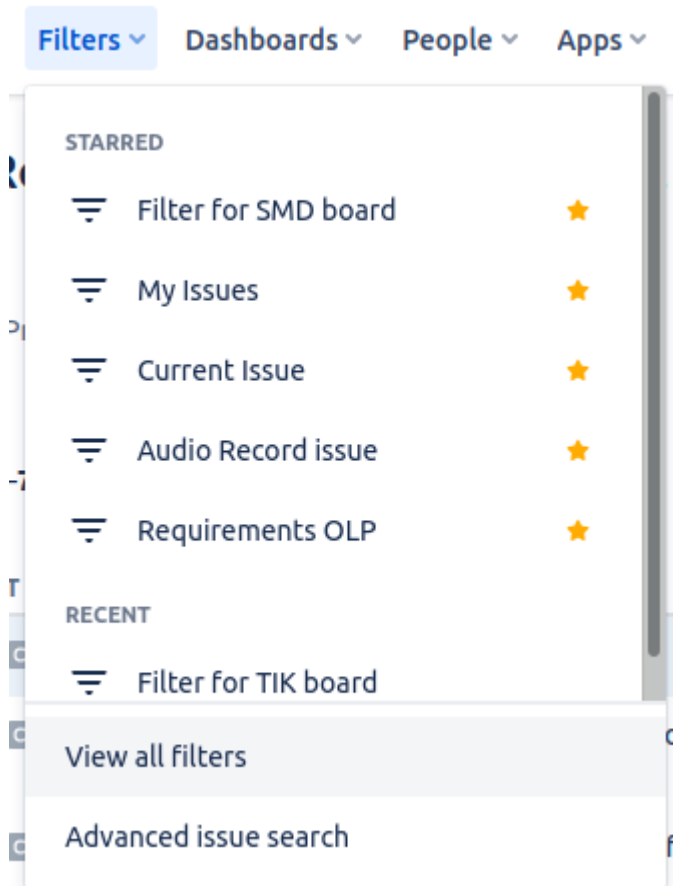 Filters Dashboards People Apps
STARRED
Filter for SMD board
My Issues
Current Issue
Audio Record issue
Requirements OLP
RECENT
Filter for TIK board
View all filters
Advanced issue search